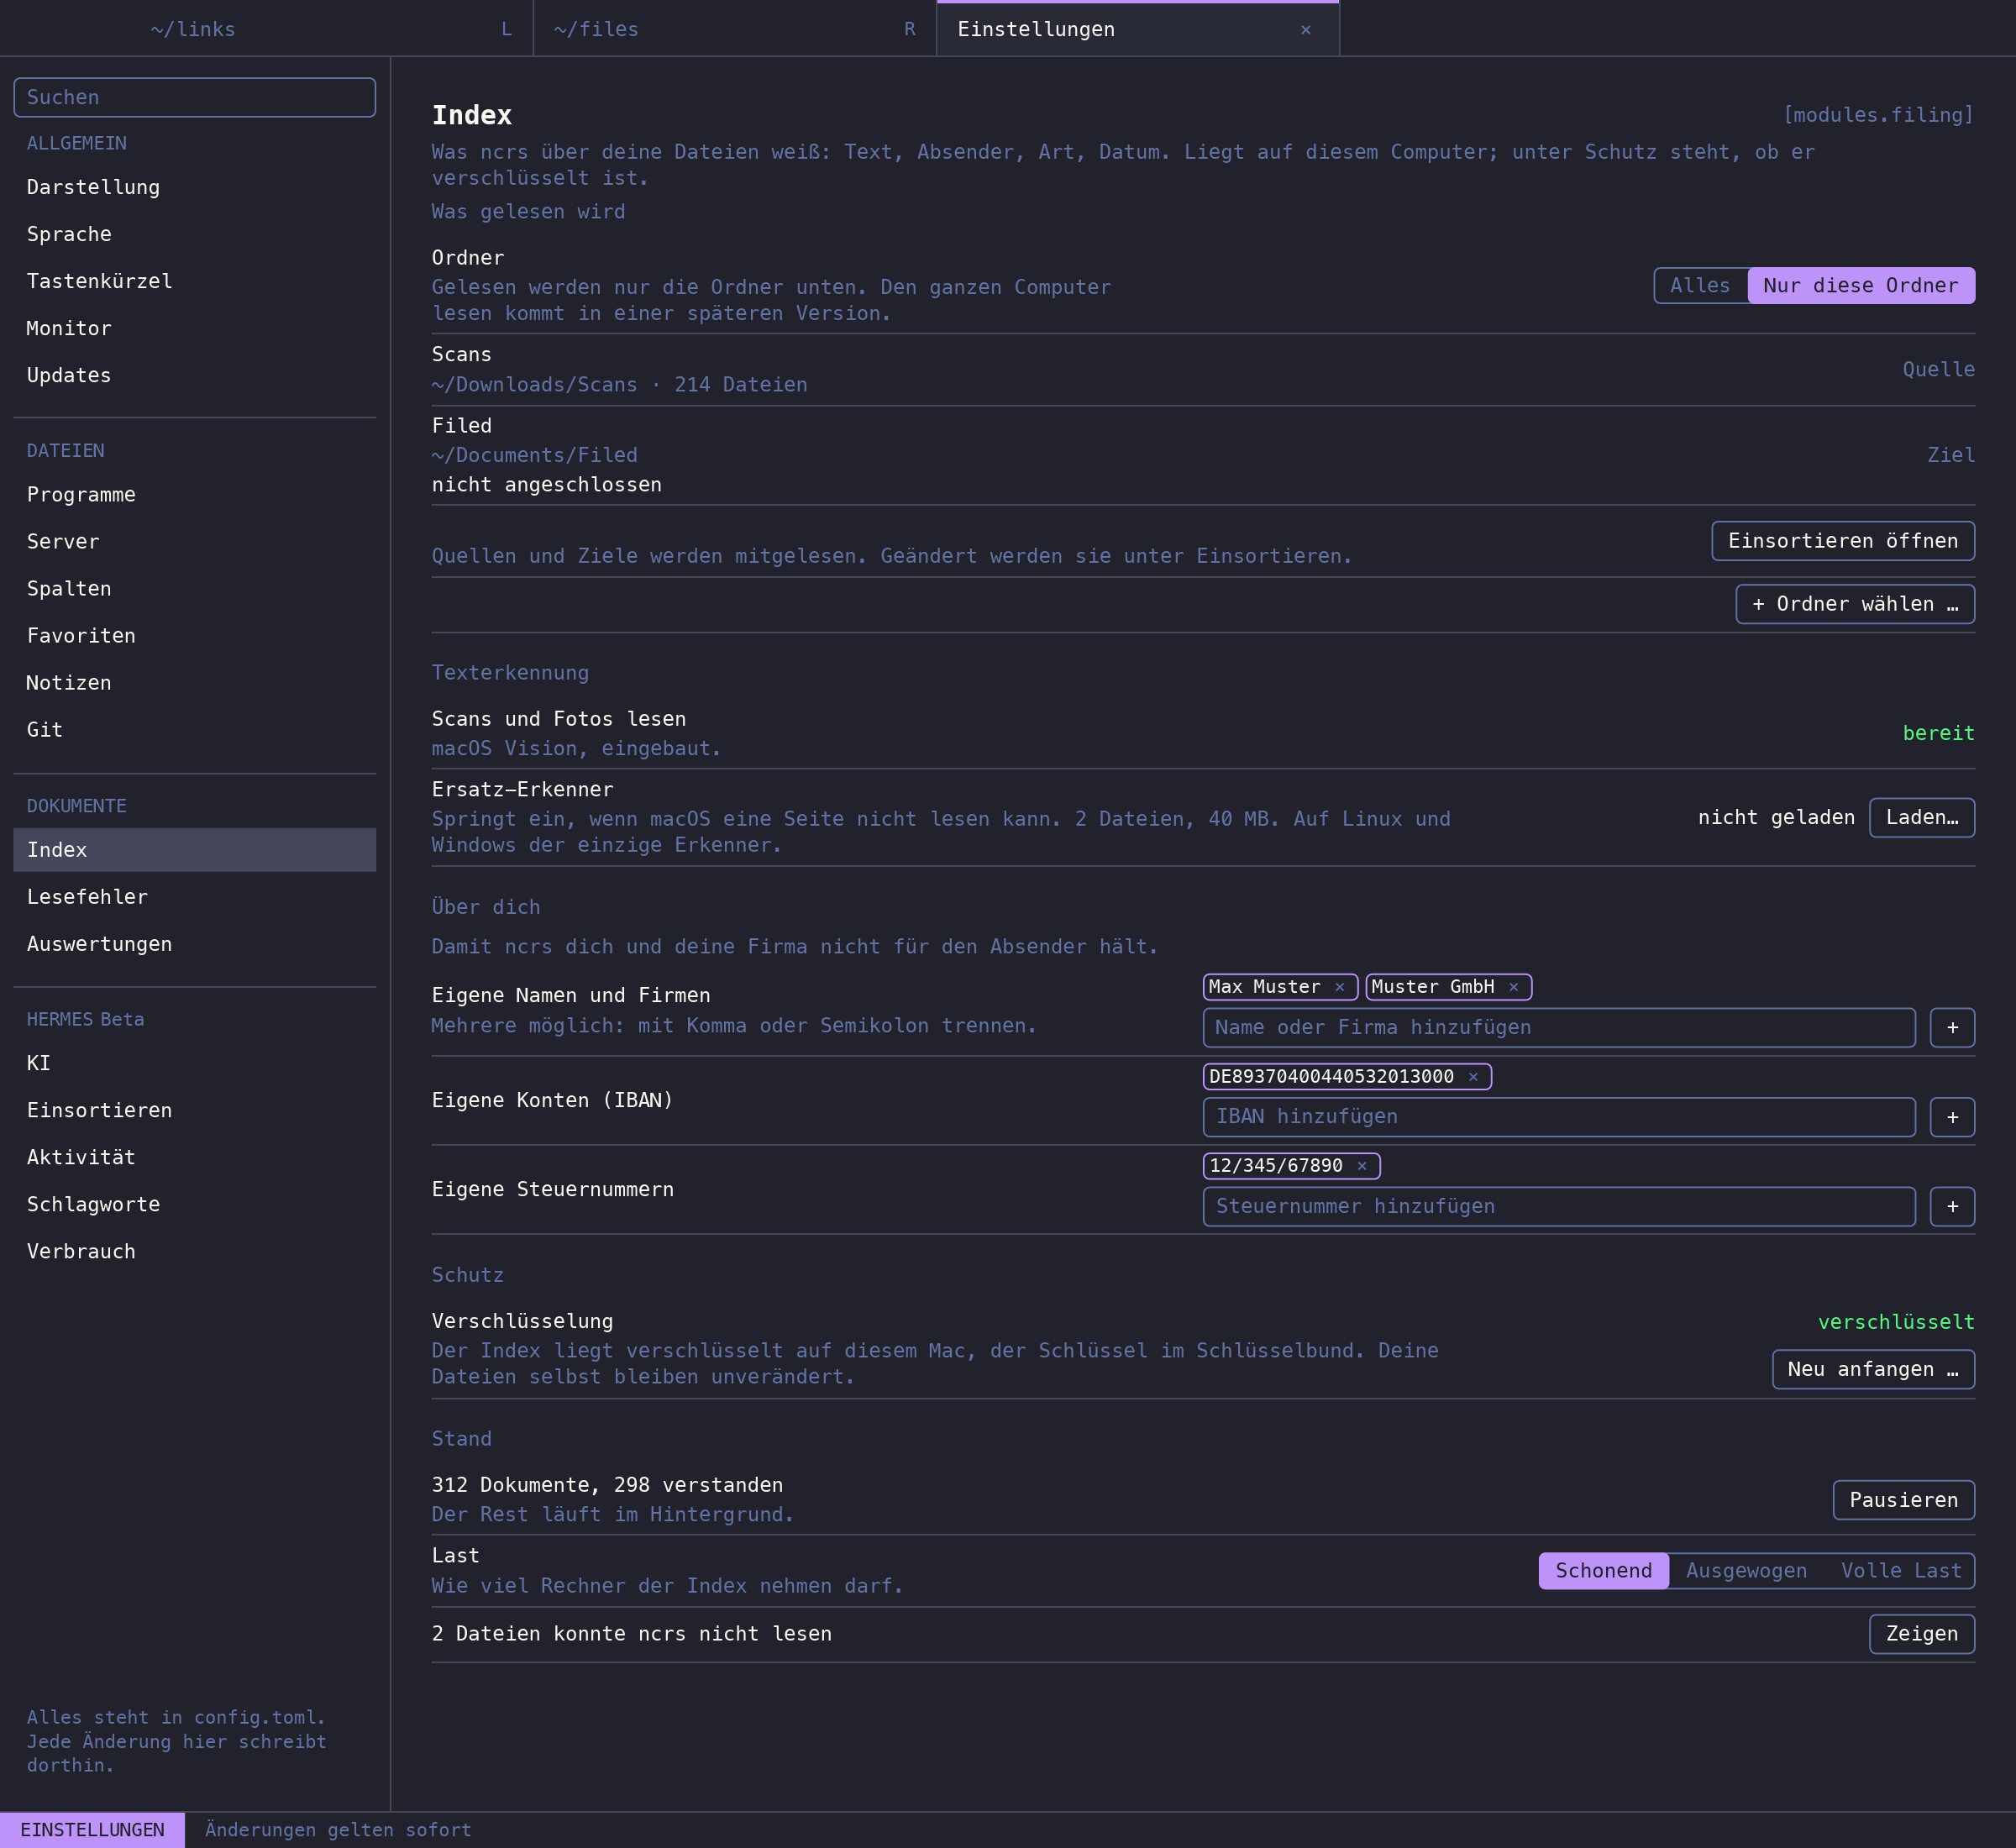 ~/links L ~/files R Einstellungen ×
Suchen
ALLGEMEIN
Darstellung
Sprache
Tastenkürzel
Monitor
Updates
DATEIEN
Programme
Server
Spalten
Favoriten
Notizen
Git
DOKUMENTE
Index
Lesefehler
Auswertungen
HERMES Beta
KI
Einsortieren
Aktivität
Schlagworte
Verbrauch
Alles steht in config.toml.
Jede Änderung hier schreibt
dorthin.
Index [modules.filing]
Was ncrs über deine Dateien weiß: Text, Absender, Art, Datum. Liegt auf diesem Computer; unter Schutz steht, ob er
verschlüsselt ist.
Was gelesen wird
Ordner
Gelesen werden nur die Ordner unten. Den ganzen Computer
lesen kommt in einer späteren Version.
Alles Nur diese Ordner
Scans
~/Downloads/Scans · 214 Dateien
Quelle
Filed
~/Documents/Filed
Ziel
nicht angeschlossen
Quellen und Ziele werden mitgelesen. Geändert werden sie unter Einsortieren.
Einsortieren öffnen
+ Ordner wählen …
Texterkennung
Scans und Fotos lesen
macOS Vision, eingebaut.
bereit
Ersatz–Erkenner
Springt ein, wenn macOS eine Seite nicht lesen kann. 2 Dateien, 40 MB. Auf Linux und
Windows der einzige Erkenner.
nicht geladen Laden…
Über dich
Damit ncrs dich und deine Firma nicht für den Absender hält.
Eigene Namen und Firmen
Mehrere möglich: mit Komma oder Semikolon trennen.
Max Muster × Muster GmbH ×
Name oder Firma hinzufügen +
Eigene Konten (IBAN)
DE89370400440532013000 ×
IBAN hinzufügen +
Eigene Steuernummern
12/345/67890 ×
Steuernummer hinzufügen +
Schutz
Verschlüsselung
Der Index liegt verschlüsselt auf diesem Mac, der Schlüssel im Schlüsselbund. Deine
Dateien selbst bleiben unverändert.
verschlüsselt
Neu anfangen …
Stand
312 Dokumente, 298 verstanden
Der Rest läuft im Hintergrund.
Pausieren
Last
Wie viel Rechner der Index nehmen darf.
Schonend Ausgewogen Volle Last
2 Dateien konnte ncrs nicht lesen
Zeigen
EINSTELLUNGEN Änderungen gelten sofort